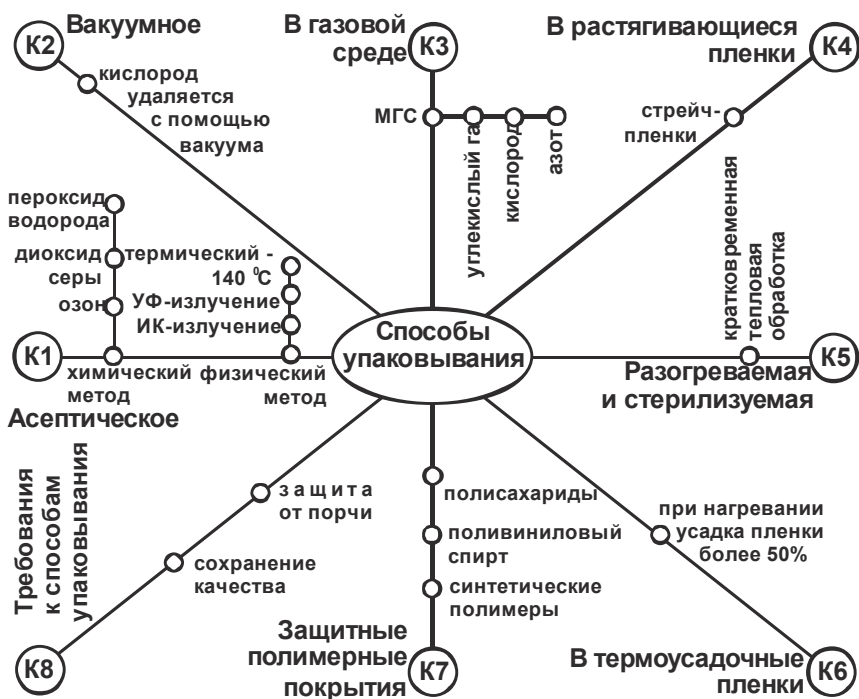 К2
Вакуумное
кислород
удаляется
с помощью
вакуума
В газовой
среде
К3
МГС
углекислый га
кислород
азот
В растягивающиеся
пленки
К4
стрейч-
пленки
пероксид
водорода
диоксид
серы
озон
термический -
140 ⁰С
УФ-излучение
ИК-излучение
К1
химический
метод
физический
метод
Асептическое
Способы
упаковывания
кратковременная
тепловая
обработка
К5
Разогреваемая
и стерилизуемая
Требования
к способам
упаковывания
защита
от порчи
сохранение
качества
К8
полисахариды
поливиниловый
спирт
синтетические
полимеры
Защитные
полимерные
покрытия
К7
при нагревании
усадка пленки
более 50%
В термоусадочные
пленки
К6